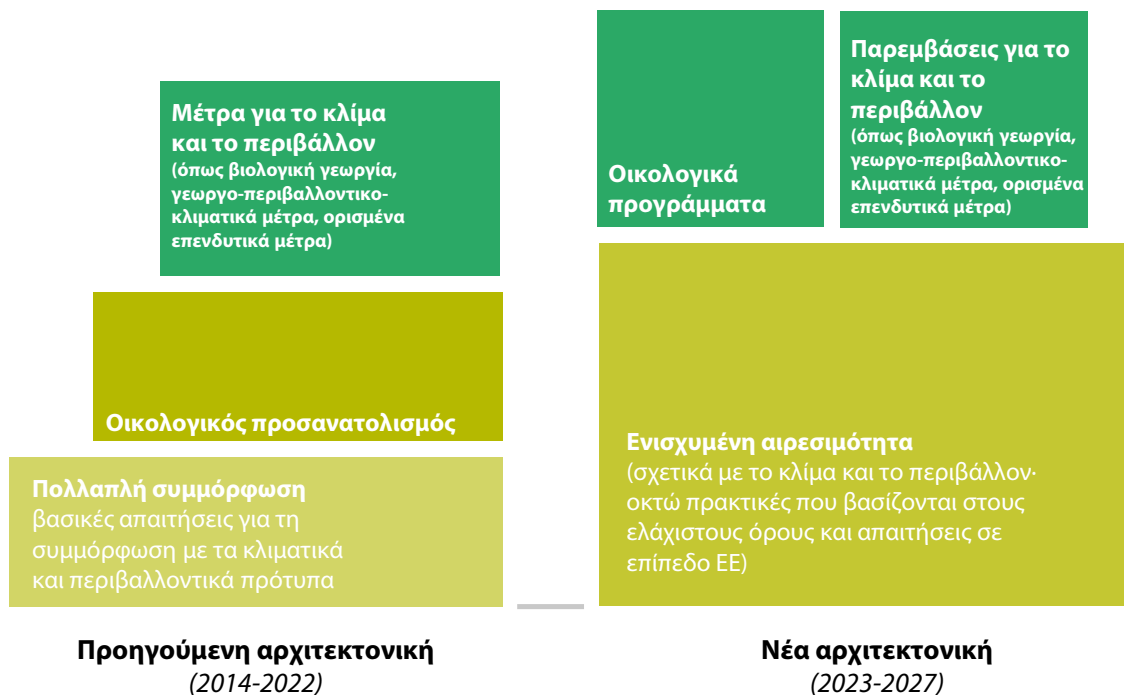 Μέτρα για το κλίμα
και το περιβάλλον
(όπως βιολογική γεωργία,
γεωργο-περιβαλλοντικο-
κλιματικά μέτρα, ορισμένα
επενδυτικά μέτρα)
Οικολογικός προσανατολισμός
Πολλαπλή συμμόρφωση
βασικές απαιτήσεις για τη
συμμόρφωση με τα κλιματικά
και περιβαλλοντικά πρότυπα
Προηγούμενη αρχιτεκτονική
(2014-2022)
Οικολογικά
προγράμματα
Παρεμβάσεις για το
κλίμα και το
περιβάλλον
(όπως βιολογική γεωργία,
γεωργο-περιβαλλοντικο-
κλιματικά μέτρα, ορισμένα
επενδυτικά μέτρα)
Ενισχυμένη αιρεσιμότητα
(σχετικά με το κλίμα και το περιβάλλον·
οκτώ πρακτικές που βασίζονται στους
ελάχιστους όρους και απαιτήσεις σε
επίπεδο ΕΕ)
Νέα αρχιτεκτονική
(2023-2027)